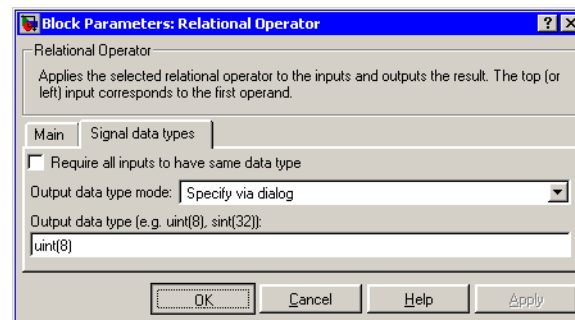 Block Parameters: Relational Operator
Relational Operator
Applies the selected relational operator to the inputs and outputs the result. The top (or
left) input corresponds to the first operand.
Main Signal data types
Require all inputs to have same data type
Output data type mode: Specify via dialog
Output data type (e.g. uint(8), sint(32)):
uint(8)
OK Cancel Help Apply